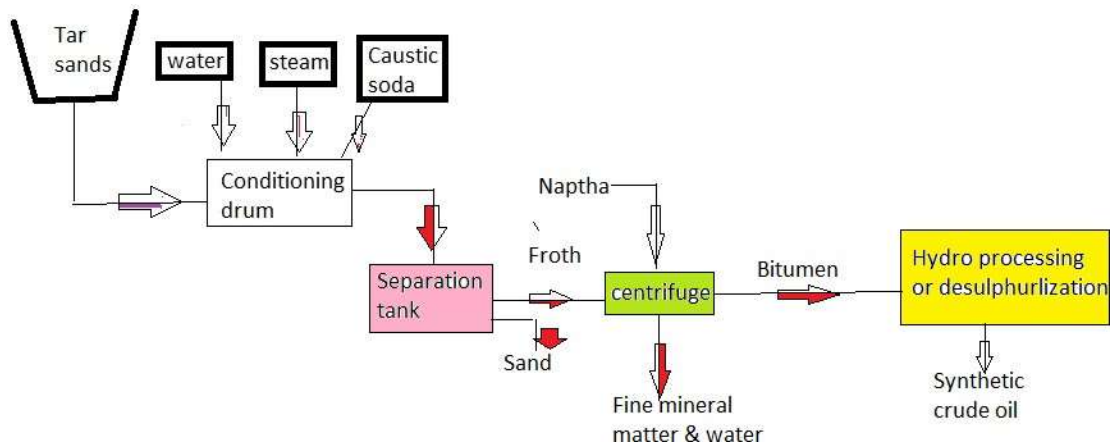 Tar
sands
water
steam
Caustic
soda
Conditioning
drum
Naptha
Froth
Separation
tank
centrifuge
Bitumen
Hydro processing
or desulphurlization
Sand
Fine mineral
matter & water
Synthetic
crude oil